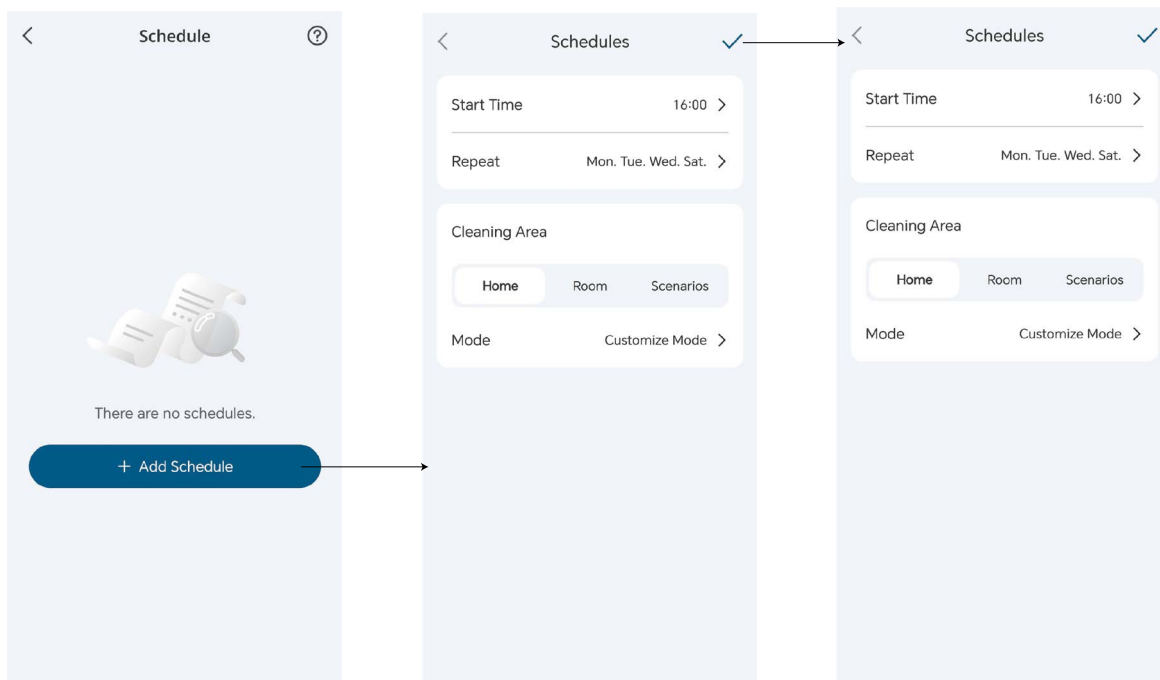 Schedule
There are no schedules.
+ Add Schedule
Schedules
Start Time 16:00
Repeat Mon. Tue. Wed. Sat.
Cleaning Area
Home Room Scenarios
Mode Customize Mode
Schedules
Start Time 16:00
Repeat Mon. Tue. Wed. Sat.
Cleaning Area
Home Room Scenarios
Mode Customize Mode